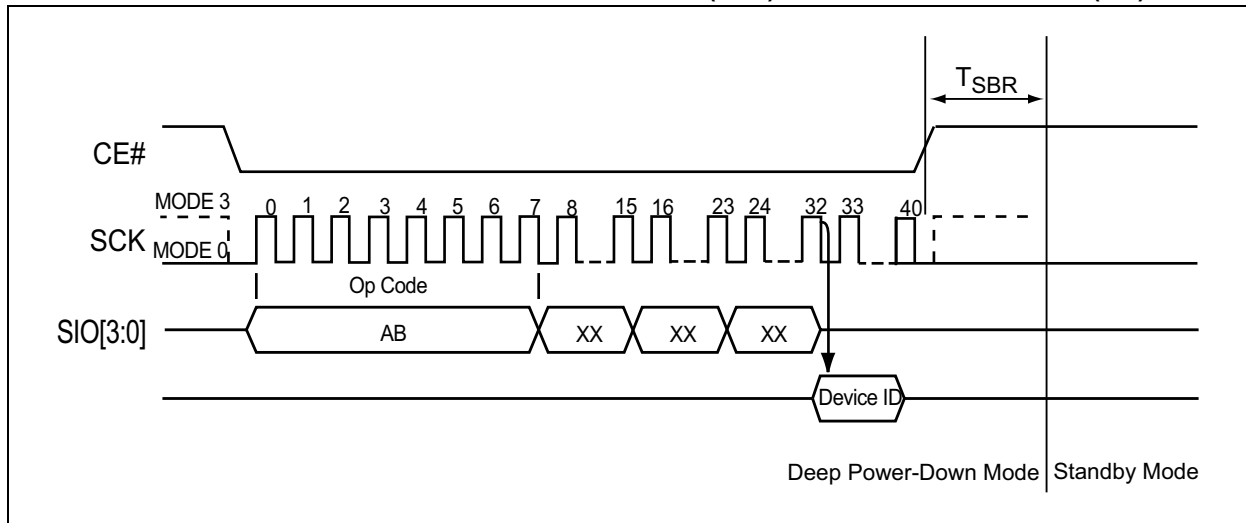 T_SBR
CE#
MODE 3
0 1 2 3 4 5 6 7 8 15 16 23 24 32 33 40
SCK
MODE 0
Op Code
SIO[3:0]
AB XX XX XX
Device ID
Deep Power-Down Mode Standby Mode